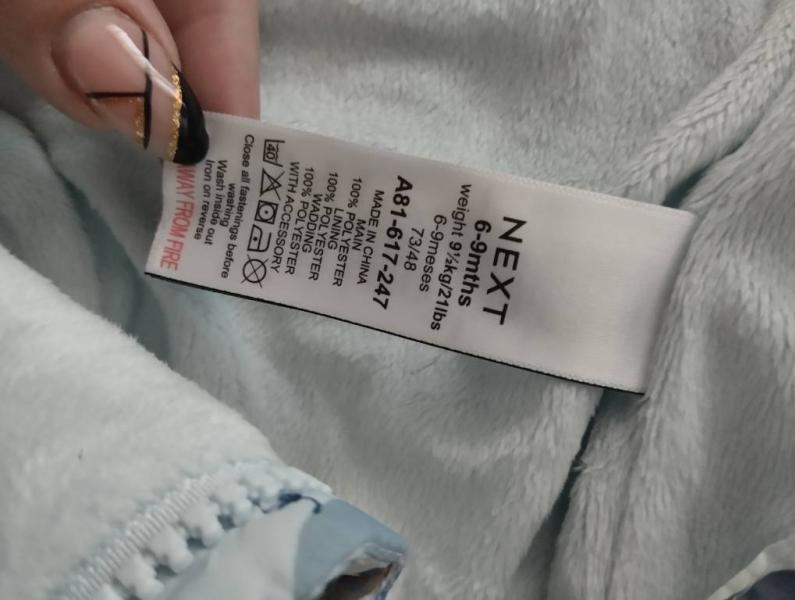 NEXT
6-9mths
weight 9½kg/21lbs
6-9meses
73/48
A81-617-247
MADE IN CHINA
MAIN
100% POLYESTER
LINING
100% POLYESTER
WADDING
100% POLYESTER
WITH ACCESSORY
40
Close all fastenings before
washing
Wash inside out
Iron on reverse
AWAY FROM FIRE